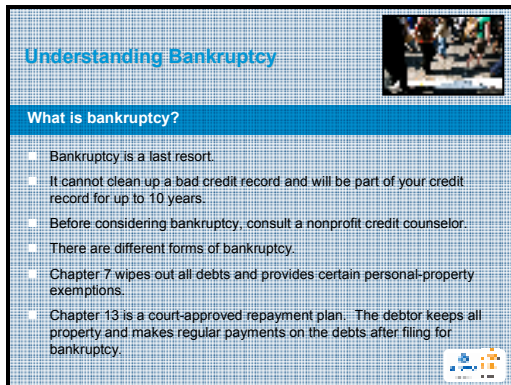 Understanding Bankruptcy
What is bankruptcy?
Bankruptcy is a last resort.
It cannot clean up a bad credit record and will be part of your credit
record for up to 10 years.
Before considering bankruptcy, consult a nonprofit credit counselor.
There are different forms of bankruptcy.
Chapter 7 wipes out all debts and provides certain personal-property
exemptions.
Chapter 13 is a court-approved repayment plan.  The debtor keeps all
property and makes regular payments on the debts after filing for
bankruptcy.